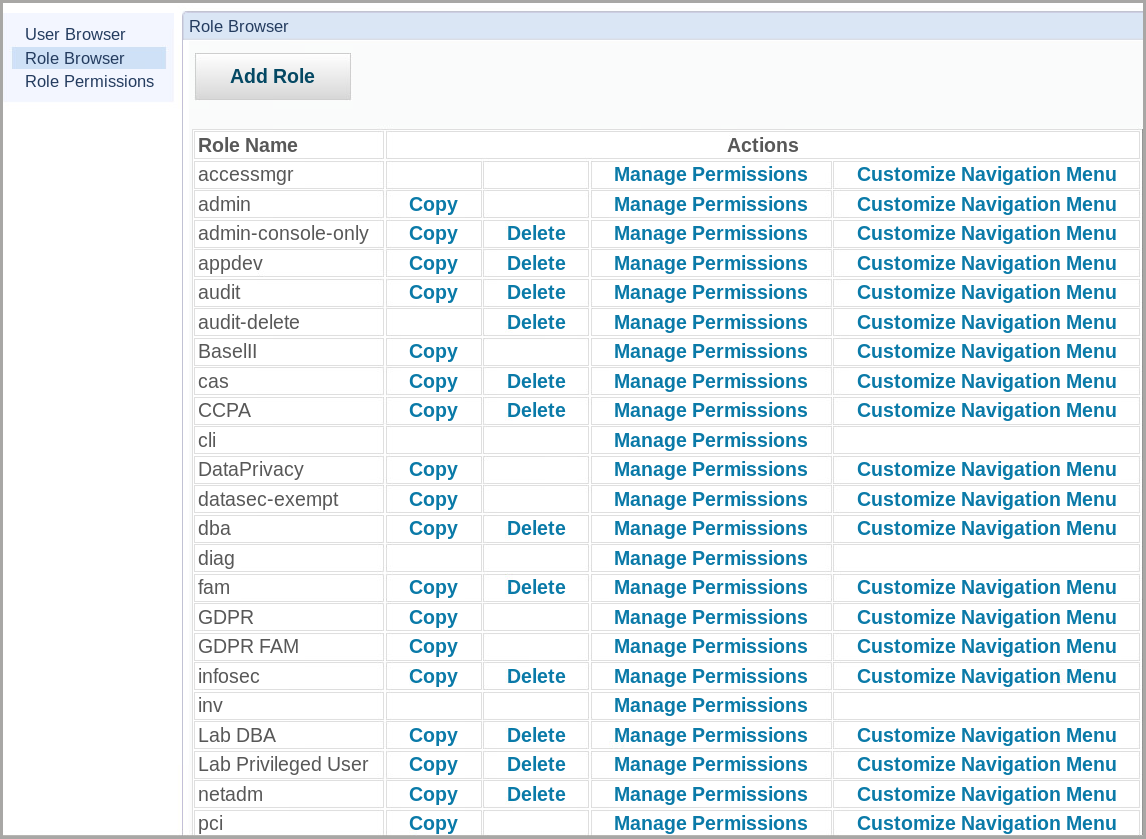 User Browser
Role Browser
Role Permissions
Role Browser
Add Role
Role Name Actions
accessmgr Manage Permissions Customize Navigation Menu
admin Copy Manage Permissions Customize Navigation Menu
admin-console-only Copy Delete Manage Permissions Customize Navigation Menu
appdev Copy Delete Manage Permissions Customize Navigation Menu
audit Copy Delete Manage Permissions Customize Navigation Menu
audit-delete Delete Manage Permissions Customize Navigation Menu
BaselII Copy Manage Permissions Customize Navigation Menu
cas Copy Delete Manage Permissions Customize Navigation Menu
CCPA Copy Delete Manage Permissions Customize Navigation Menu
cli Manage Permissions
DataPrivacy Copy Manage Permissions Customize Navigation Menu
datasec-exempt Copy Manage Permissions Customize Navigation Menu
dba Copy Delete Manage Permissions Customize Navigation Menu
diag Manage Permissions
fam Copy Delete Manage Permissions Customize Navigation Menu
GDPR Copy Manage Permissions Customize Navigation Menu
GDPR FAM Copy Manage Permissions Customize Navigation Menu
infosec Copy Delete Manage Permissions Customize Navigation Menu
inv Manage Permissions
Lab DBA Copy Delete Manage Permissions Customize Navigation Menu
Lab Privileged User Copy Delete Manage Permissions Customize Navigation Menu
netadm Copy Delete Manage Permissions Customize Navigation Menu
pci Copy Manage Permissions Customize Navigation Menu